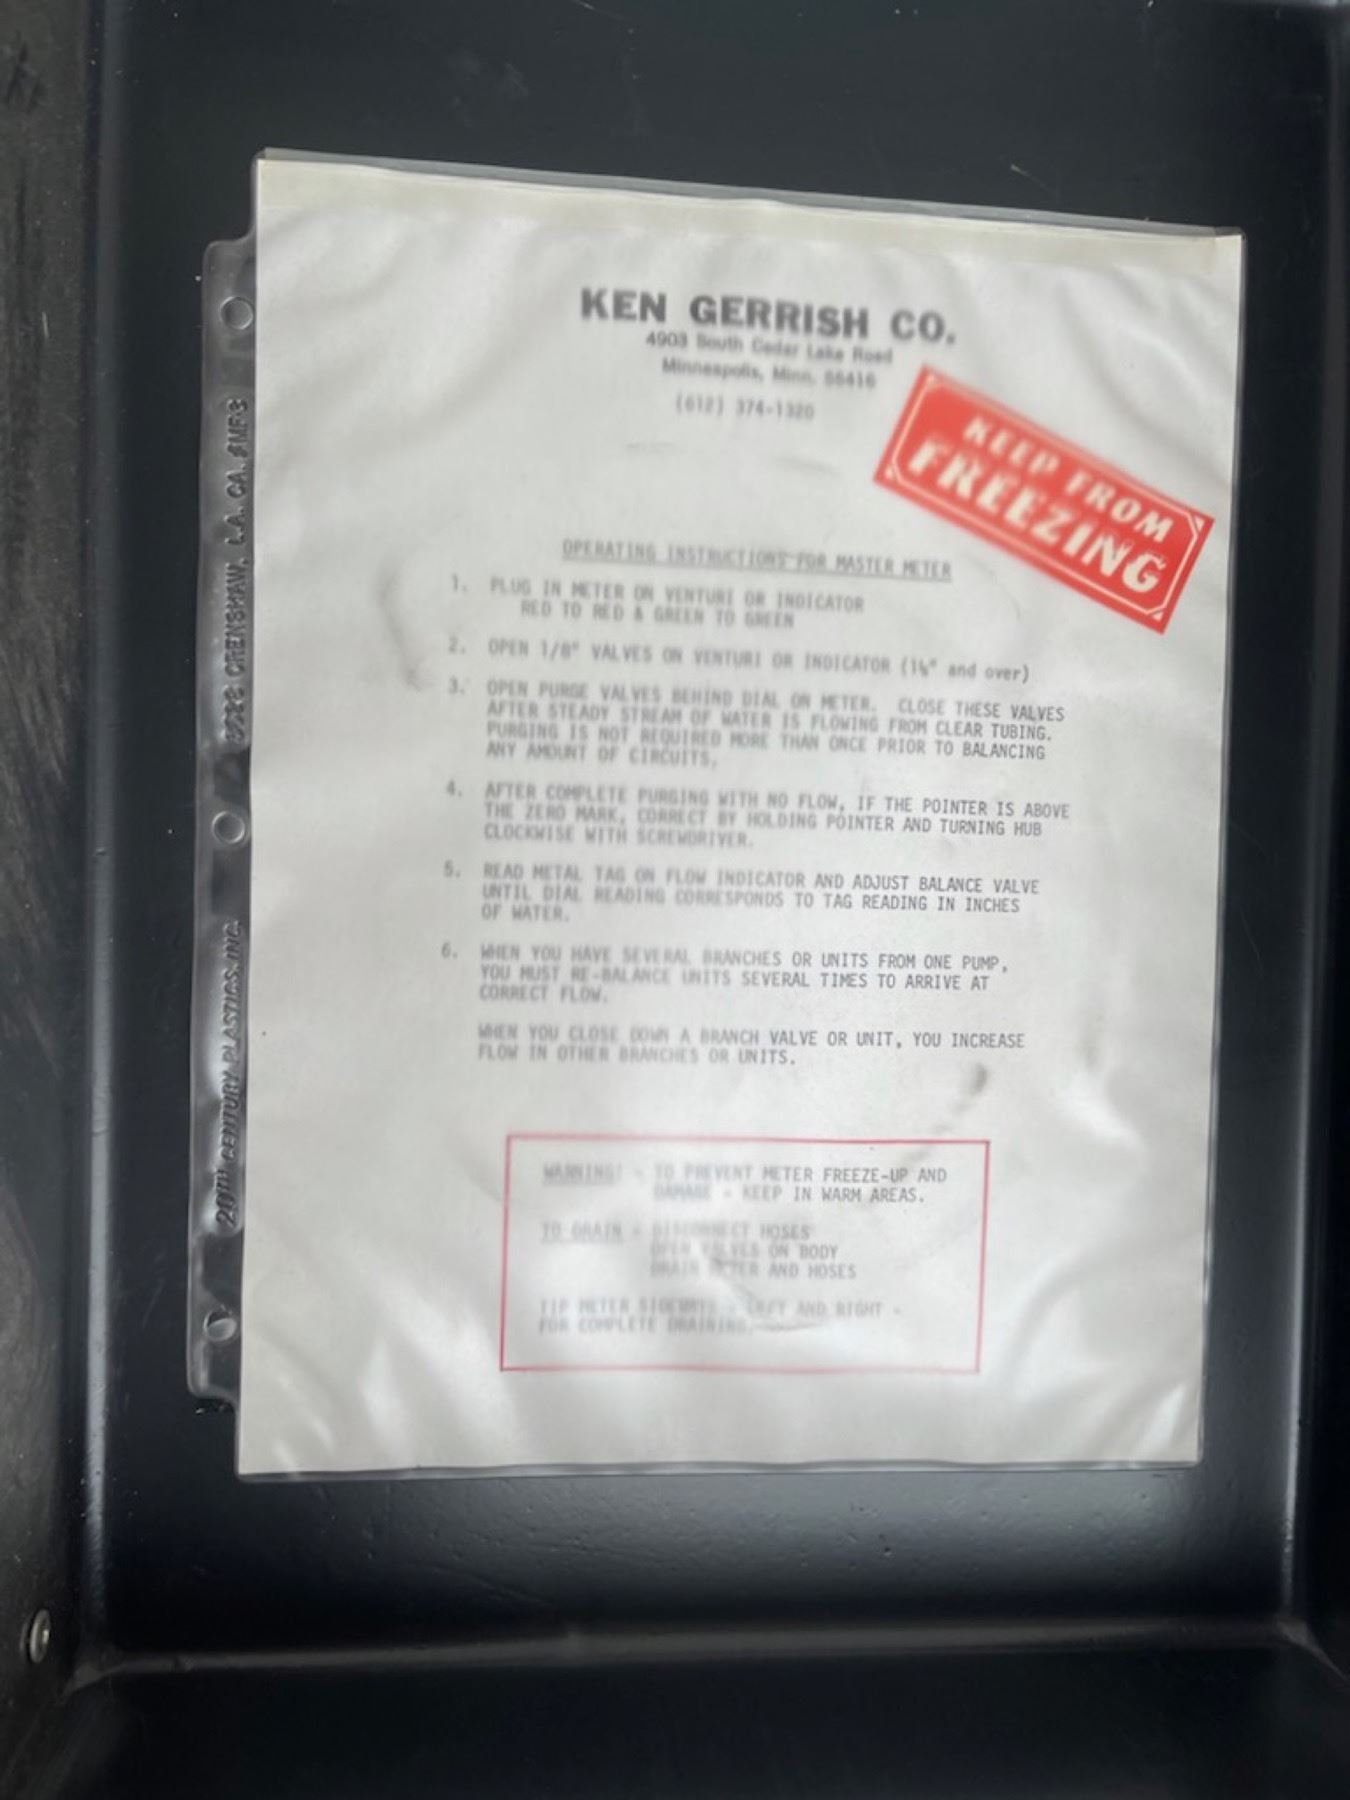 KEN GERRISH CO.
4903 South Cedar Lake Road
Minneapolis, Minn. 55416
(612) 374-1320
KEEP FROM
FREEZING
OPERATING INSTRUCTIONS FOR MASTER METER
1. PLUG IN METER ON VENTURI OR INDICATOR
RED TO RED & GREEN TO GREEN
2. OPEN 1/8" VALVES ON VENTURI OR INDICATOR (1¼" and over)
3. OPEN PURGE VALVES BEHIND DIAL ON METER. CLOSE THESE VALVES
AFTER STEADY STREAM OF WATER IS FLOWING FROM CLEAR TUBING.
PURGING IS NOT REQUIRED MORE THAN ONCE PRIOR TO BALANCING
ANY AMOUNT OF CIRCUITS.
4. AFTER COMPLETE PURGING WITH NO FLOW, IF THE POINTER IS ABOVE
THE ZERO MARK, CORRECT BY HOLDING POINTER AND TURNING HUB
CLOCKWISE WITH SCREWDRIVER.
5. READ METAL TAG ON FLOW INDICATOR AND ADJUST BALANCE VALVE
UNTIL DIAL READING CORRESPONDS TO TAG READING IN INCHES
OF WATER.
6. WHEN YOU HAVE SEVERAL BRANCHES OR UNITS FROM ONE PUMP,
YOU MUST RE-BALANCE UNITS SEVERAL TIMES TO ARRIVE AT
CORRECT FLOW.
WHEN YOU CLOSE DOWN A BRANCH VALVE OR UNIT, YOU INCREASE
FLOW IN OTHER BRANCHES OR UNITS.
WARNING! - TO PREVENT METER FREEZE-UP AND
DAMAGE - KEEP IN WARM AREAS.
TO DRAIN - DISCONNECT HOSES
OPEN VALVES ON BODY
DRAIN METER AND HOSES
TIP METER SIDEWAYS - LEFT AND RIGHT -
FOR COMPLETE DRAINING.
20TH CENTURY PLASTICS, INC. CRENSHAW, L.A. CA.